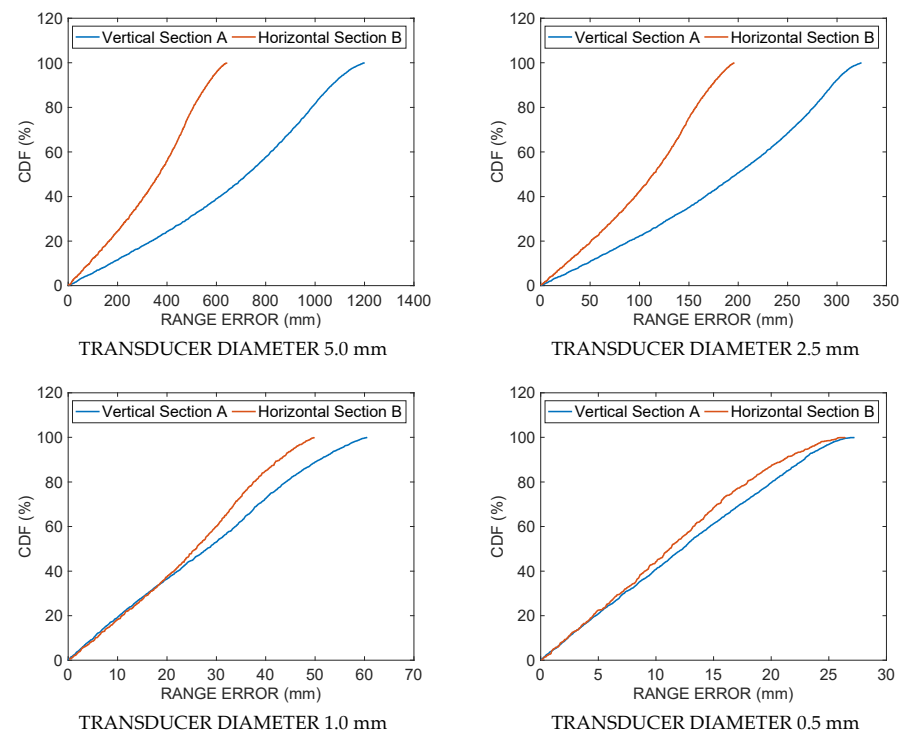 120
100
80
60
40
20
0
CDF (%)
Vertical Section A Horizontal Section B
0 200 400 600 800 1000 1200 1400
RANGE ERROR (mm)
TRANSDUCER DIAMETER 5.0 mm
120
100
80
60
40
20
0
CDF (%)
Vertical Section A Horizontal Section B
0 50 100 150 200 250 300 350
RANGE ERROR (mm)
TRANSDUCER DIAMETER 2.5 mm
120
100
80
60
40
20
0
CDF (%)
Vertical Section A Horizontal Section B
0 10 20 30 40 50 60 70
RANGE ERROR (mm)
TRANSDUCER DIAMETER 1.0 mm
120
100
80
60
40
20
0
CDF (%)
Vertical Section A Horizontal Section B
0 5 10 15 20 25 30
RANGE ERROR (mm)
TRANSDUCER DIAMETER 0.5 mm